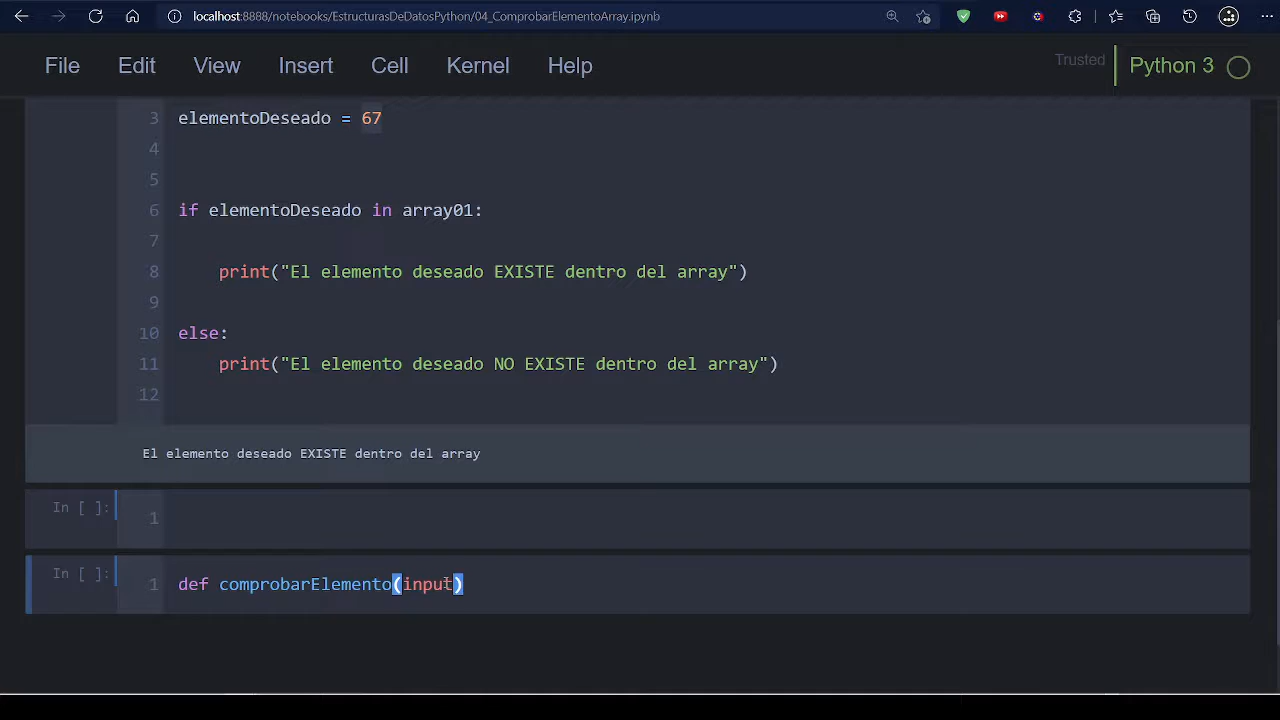 localhost:8888/notebooks/EstructurasDeDatosPython/04_ComprobarElementoArray.ipynb
File Edit View Insert Cell Kernel Help Trusted Python 3
3 elementoDeseado = 67
4
5
6 if elementoDeseado in array01:
7
8 print("El elemento deseado EXISTE dentro del array")
9
10 else:
11 print("El elemento deseado NO EXISTE dentro del array")
12
El elemento deseado EXISTE dentro del array
In [ ]: 1
In [ ]: 1 def comprobarElemento(input)